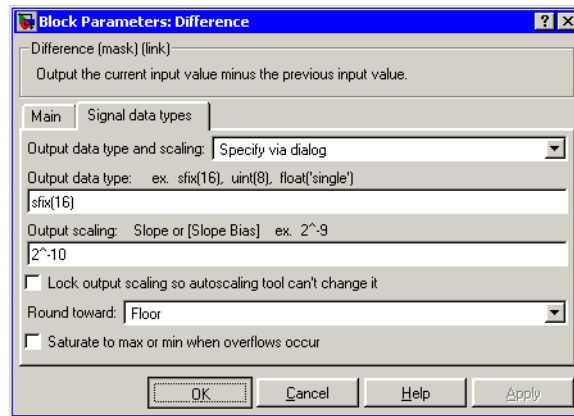 Block Parameters: Difference
Difference (mask) (link)
Output the current input value minus the previous input value.
Main Signal data types
Output data type and scaling: Specify via dialog
Output data type: ex. sfix(16), uint(8), float('single')
sfix(16)
Output scaling: Slope or [Slope Bias] ex. 2^-9
2^-10
Lock output scaling so autoscaling tool can't change it
Round toward: Floor
Saturate to max or min when overflows occur
OK Cancel Help Apply